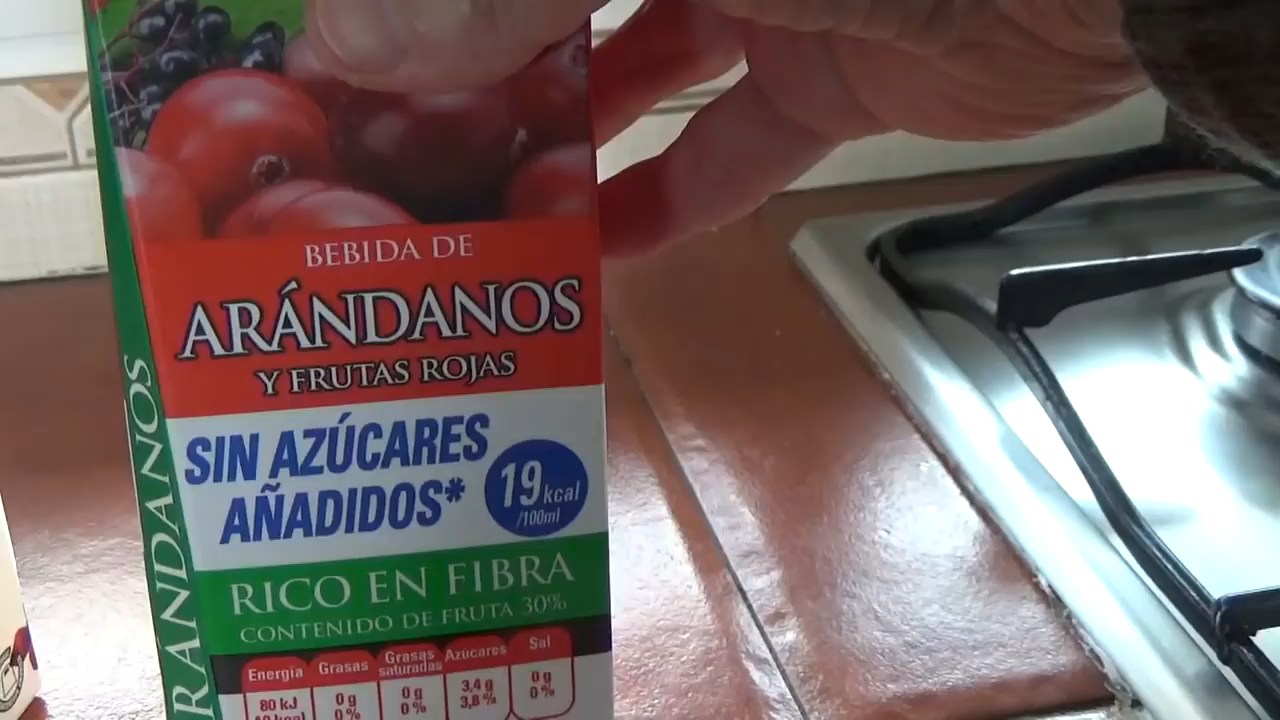 BEBIDA DE
ARÁNDANOS
Y FRUTAS ROJAS
SIN AZÚCARES
AÑADIDOS*
19 kcal
/100ml
RICO EN FIBRA
CONTENIDO DE FRUTA 30%
Energía Grasas Grasas saturadas Azúcares Sal
80 kJ 0 g 0 g 3,4 g 0 g
0 % 0 % 3,8 % 0 %
ARANDANOS